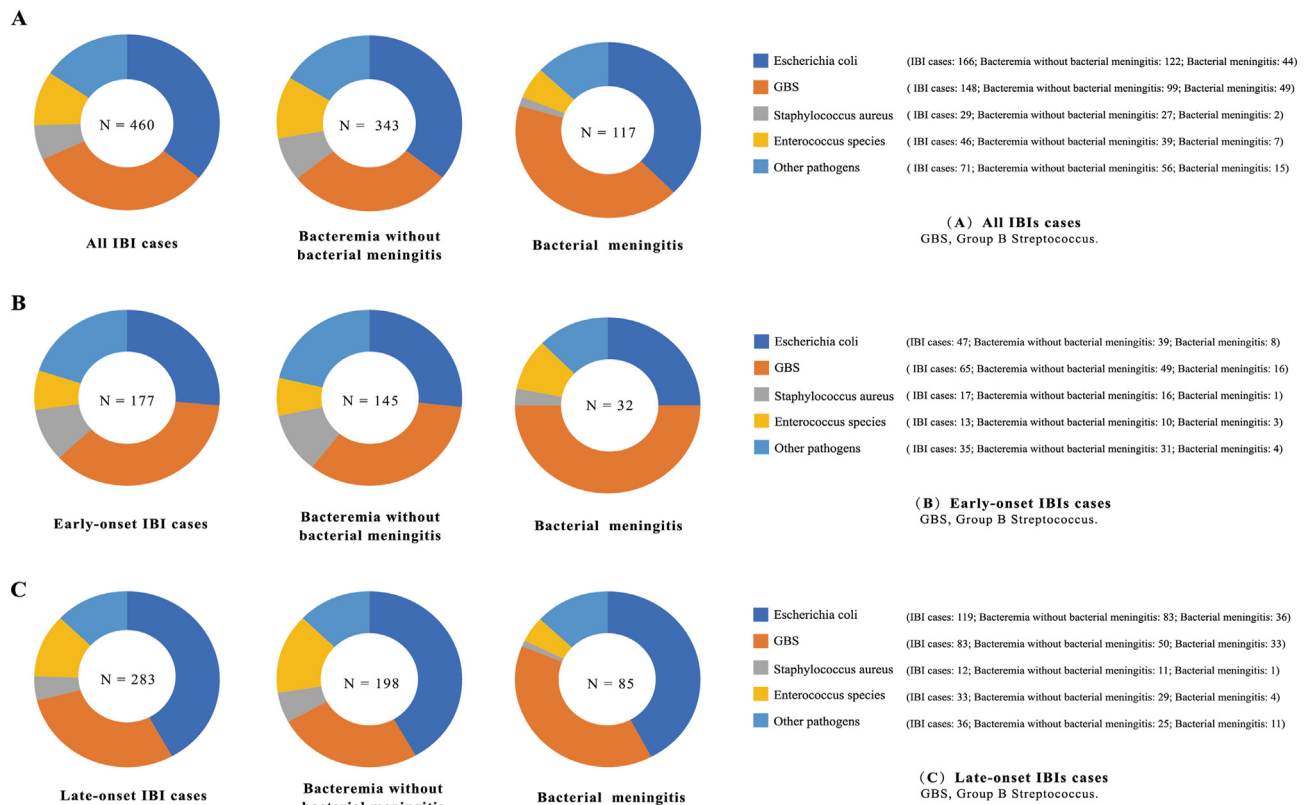 A
N = 460
N = 343
N = 117
All IBI cases
Bacteremia without
bacterial meningitis
Bacterial meningitis
Escherichia coli (IBI cases: 166; Bacteremia without bacterial meningitis: 122; Bacterial meningitis: 44)
GBS ( IBI cases: 148; Bacteremia without bacterial meningitis: 99; Bacterial meningitis: 49)
Staphylococcus aureus ( IBI cases: 29; Bacteremia without bacterial meningitis: 27; Bacterial meningitis: 2)
Enterococcus species ( IBI cases: 46; Bacteremia without bacterial meningitis: 39; Bacterial meningitis: 7)
Other pathogens ( IBI cases: 71; Bacteremia without bacterial meningitis: 56; Bacterial meningitis: 15)
（A） All IBIs cases
GBS, Group B Streptococcus.
B
N = 177
N = 145
N = 32
Early-onset IBI cases
Bacteremia without
bacterial meningitis
Bacterial meningitis
Escherichia coli (IBI cases: 47; Bacteremia without bacterial meningitis: 39; Bacterial meningitis: 8)
GBS ( IBI cases: 65; Bacteremia without bacterial meningitis: 49; Bacterial meningitis: 16)
Staphylococcus aureus ( IBI cases: 17; Bacteremia without bacterial meningitis: 16; Bacterial meningitis: 1)
Enterococcus species ( IBI cases: 13; Bacteremia without bacterial meningitis: 10; Bacterial meningitis: 3)
Other pathogens ( IBI cases: 35; Bacteremia without bacterial meningitis: 31; Bacterial meningitis: 4)
（B） Early-onset IBIs cases
GBS, Group B Streptococcus.
C
N = 283
N = 198
N = 85
Late-onset IBI cases
Bacteremia without
bacterial meningitis
Bacterial meningitis
Escherichia coli (IBI cases: 119; Bacteremia without bacterial meningitis: 83; Bacterial meningitis: 36)
GBS (IBI cases: 83; Bacteremia without bacterial meningitis: 50; Bacterial meningitis: 33)
Staphylococcus aureus (IBI cases: 12; Bacteremia without bacterial meningitis: 11; Bacterial meningitis: 1)
Enterococcus species (IBI cases: 33; Bacteremia without bacterial meningitis: 29; Bacterial meningitis: 4)
Other pathogens (IBI cases: 36; Bacteremia without bacterial meningitis: 25; Bacterial meningitis: 11)
（C） Late-onset IBIs cases
GBS, Group B Streptococcus.